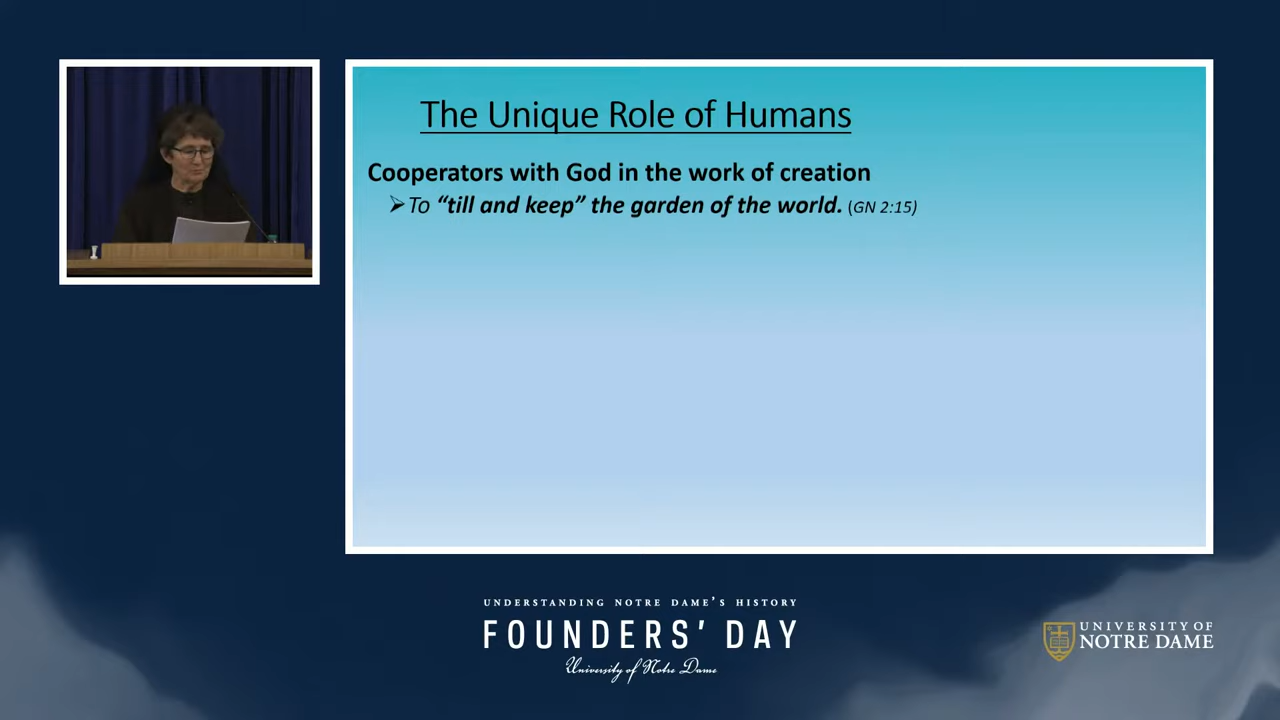 The Unique Role of Humans
Cooperators with God in the work of creation
➢To “till and keep” the garden of the world. (GN 2:15)
UNDERSTANDING NOTRE DAME’S HISTORY
FOUNDERS’ DAY
University of Notre Dame
UNIVERSITY OF
NOTRE DAME